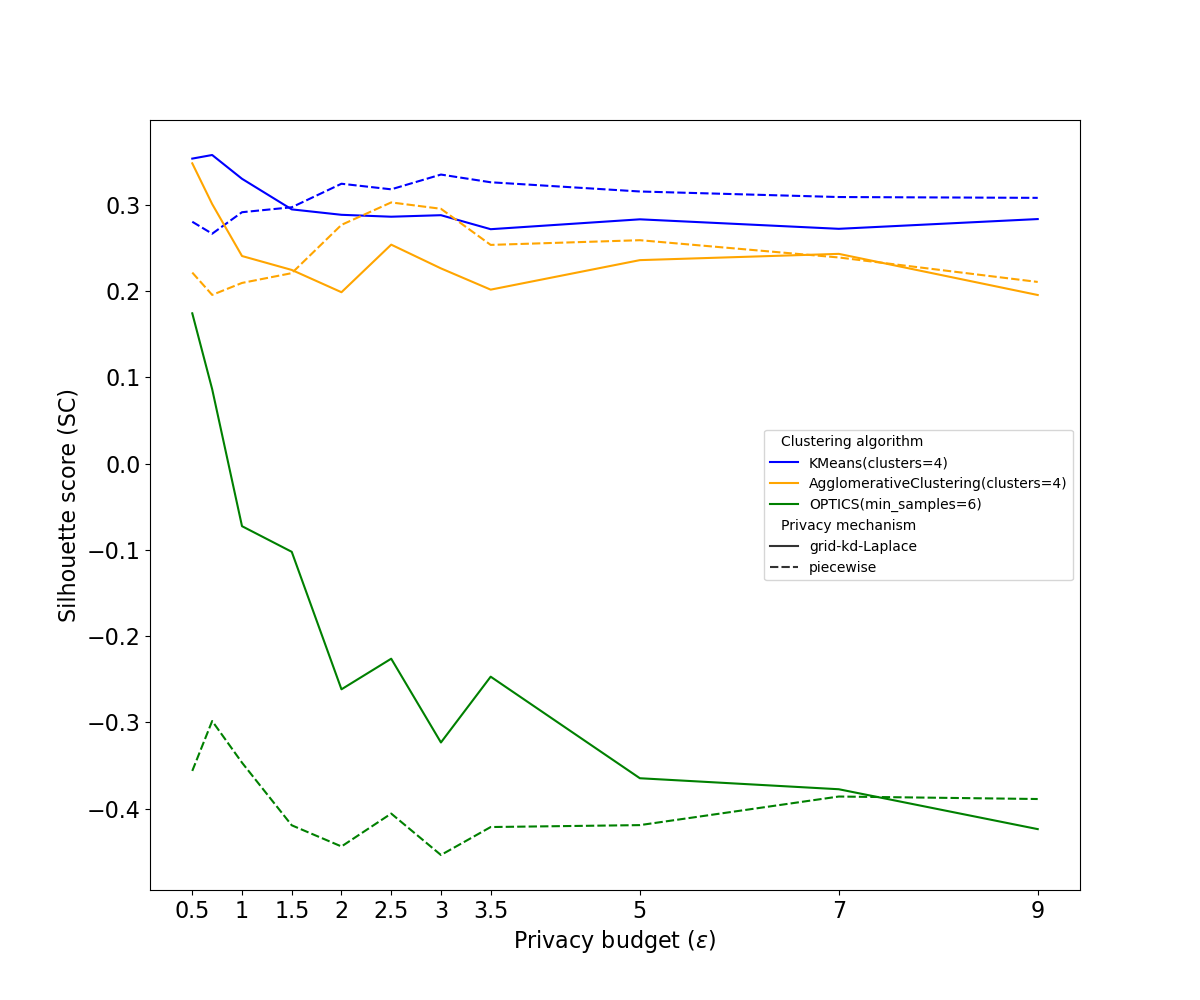 0.3
0.2
0.1
0.0
−0.1
−0.2
−0.3
−0.4
Silhouette score (SC)
Clustering algorithm
KMeans(clusters=4)
AgglomerativeClustering(clusters=4)
OPTICS(min_samples=6)
Privacy mechanism
grid-kd-Laplace
piecewise
0.5 1 1.5 2 2.5 3 3.5 5 7 9
Privacy budget (ε)